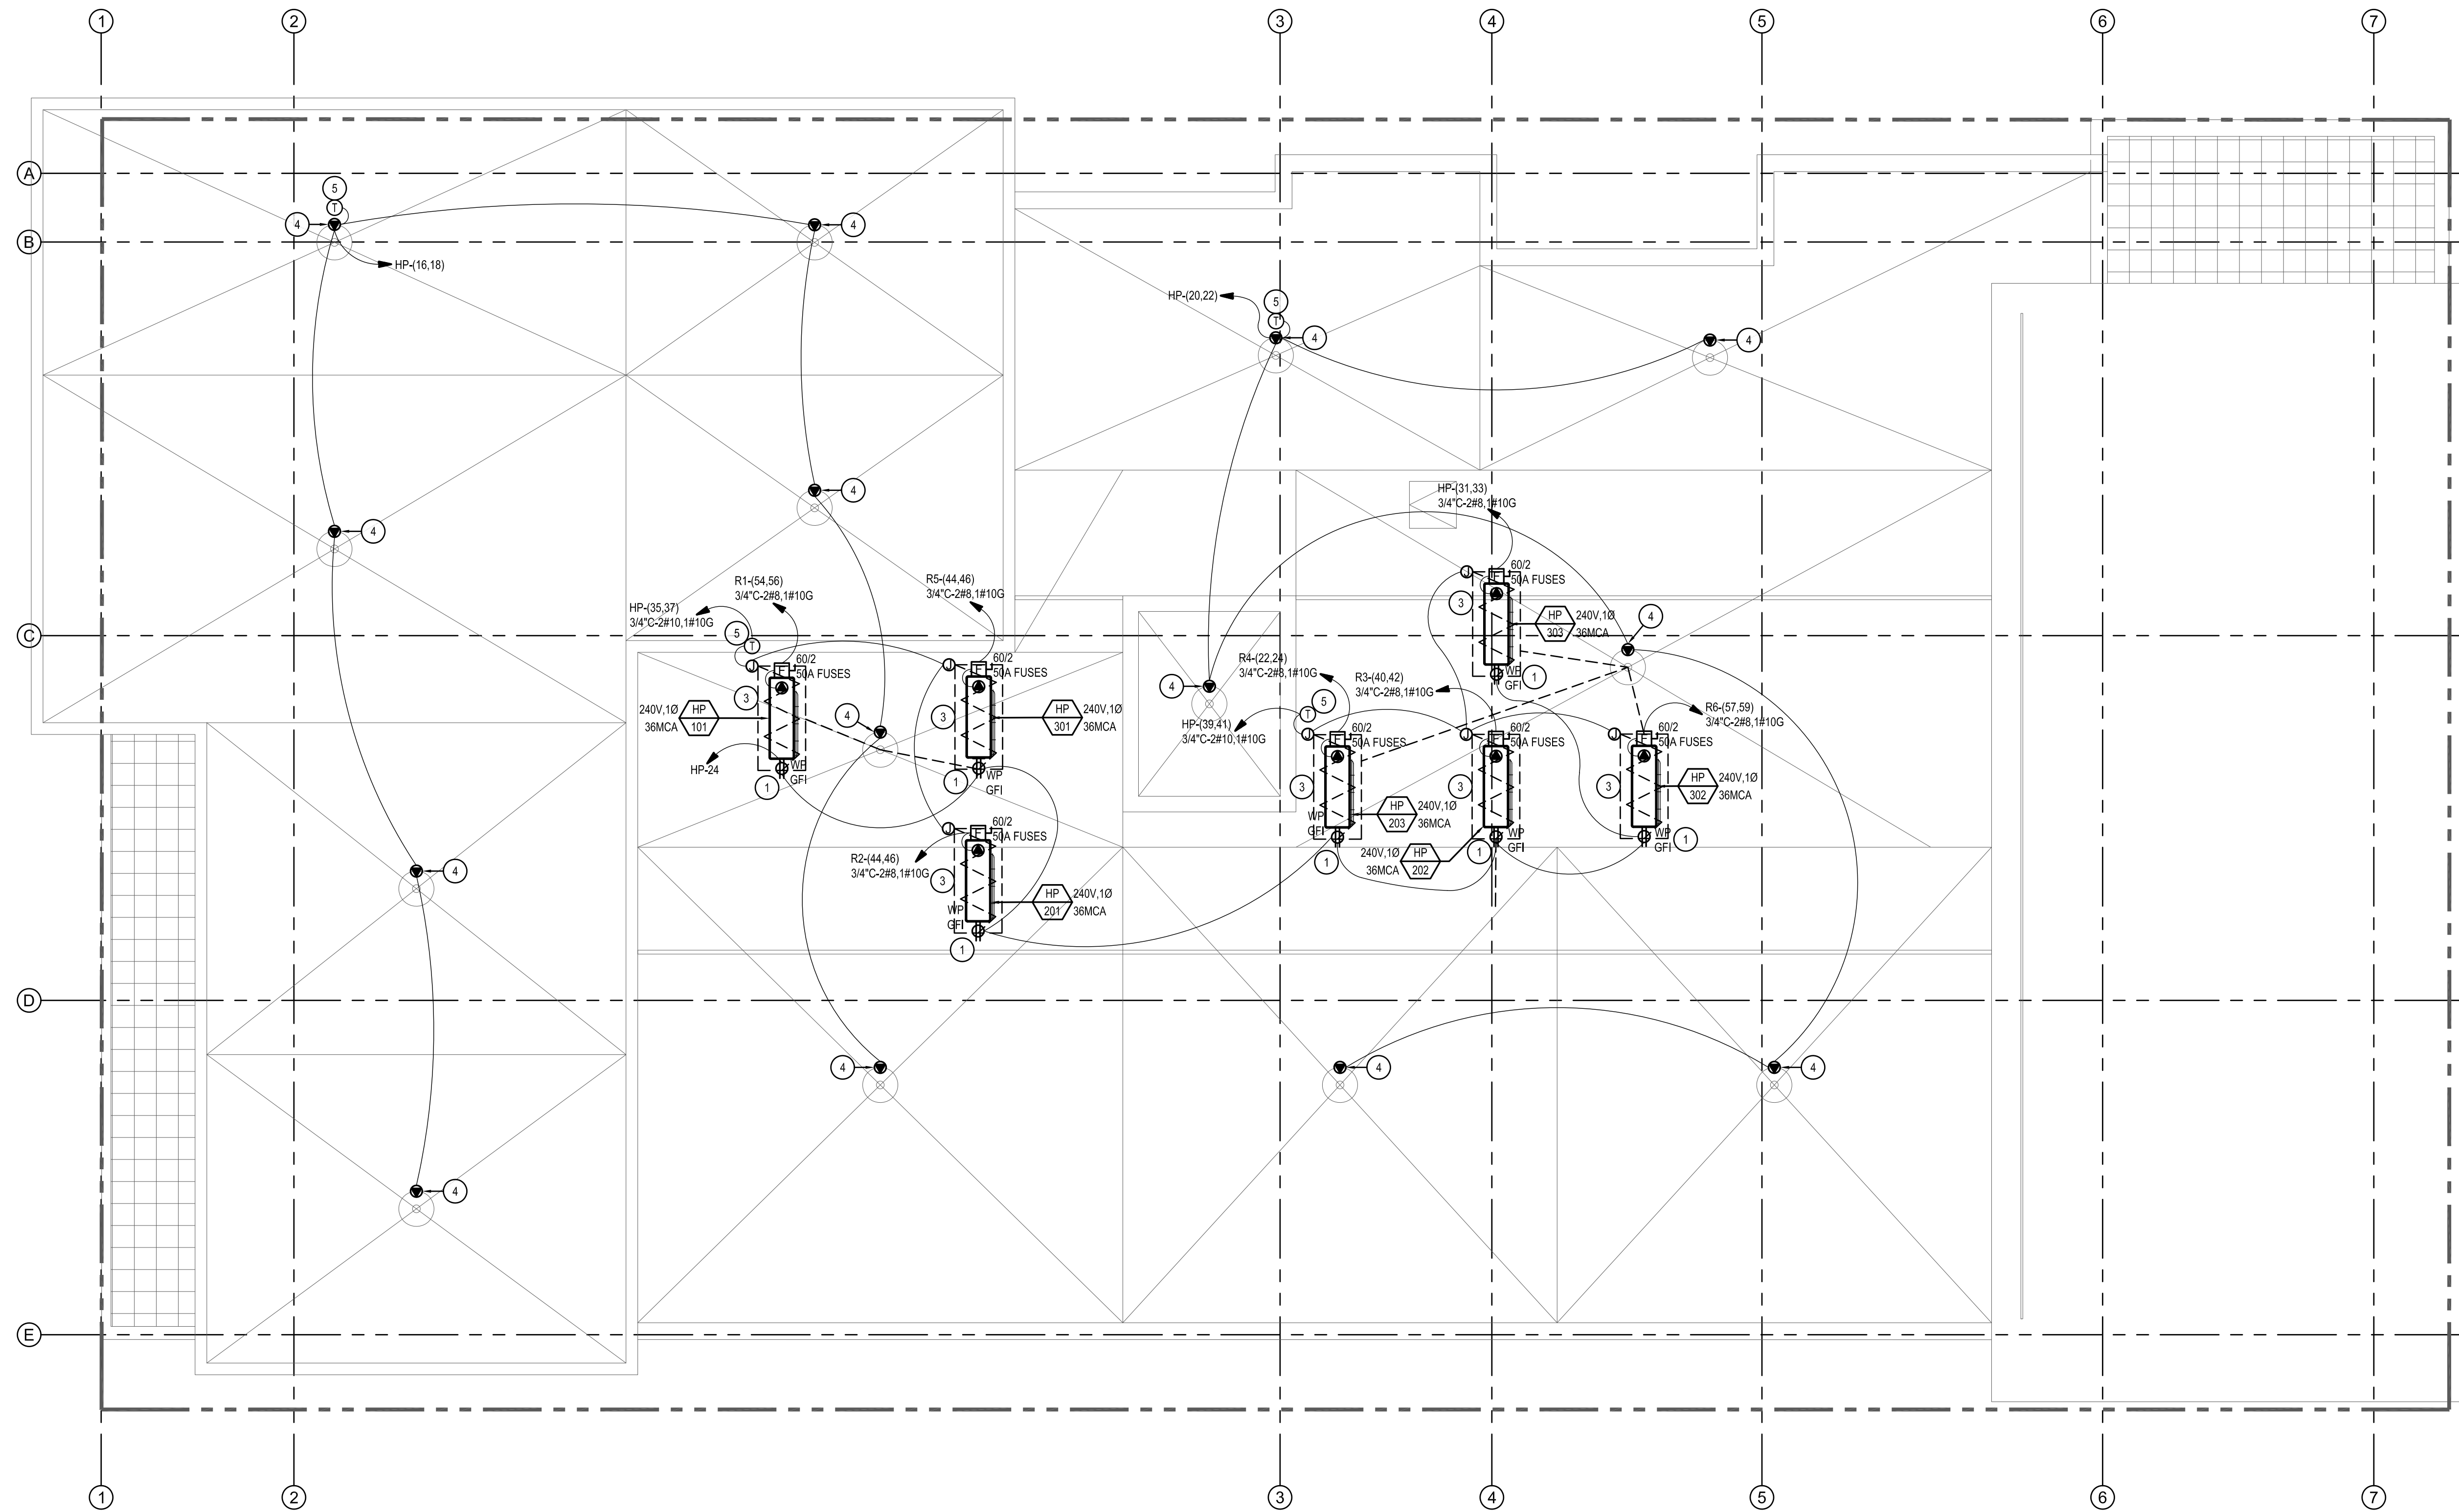 1
2
3
4
5
6
7
A
5
T
4
4
B
HP-(16,18)
HP-(20,22)
5
T
4
4
4
4
HP-(31,33)
3/4"C-2#8,1#10G
J
F
60/2
50A FUSES
3
HP
303
240V,1Ø
36MCA
4
WP
GFI
1
R1-(54,56)
3/4"C-2#8,1#10G
R5-(44,46)
3/4"C-2#8,1#10G
HP-(35,37)
3/4"C-2#10,1#10G
5
T
C
J
F
60/2
50A FUSES
J
F
60/2
50A FUSES
3
3
240V,1Ø
36MCA
HP
101
4
HP
301
240V,1Ø
36MCA
HP-24
WP
GFI
1
WP
GFI
1
R4-(22,24)
3/4"C-2#8,1#10G
R3-(40,42)
3/4"C-2#8,1#10G
4
5
T
HP-(39,41)
3/4"C-2#10,1#10G
R6-(57,59)
3/4"C-2#8,1#10G
J
F
60/2
50A FUSES
J
F
60/2
50A FUSES
J
F
60/2
50A FUSES
3
3
3
HP
302
240V,1Ø
36MCA
HP
203
240V,1Ø
36MCA
WP
GFI
1
240V,1Ø
36MCA
HP
202
WP
GFI
1
WP
GFI
1
J
F
60/2
50A FUSES
R2-(44,46)
3/4"C-2#8,1#10G
3
HP
201
240V,1Ø
36MCA
WP
GFI
1
4
D
4
4
4
4
E
1
2
3
4
5
6
7